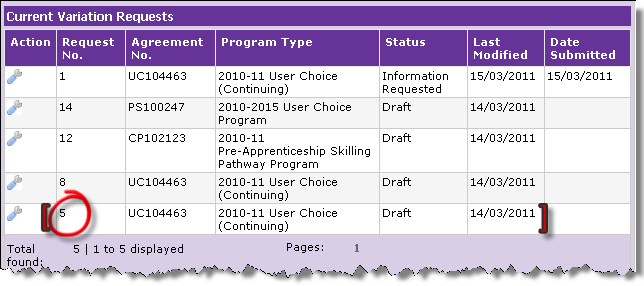 Current Variation Requests
Action Request No. Agreement No. Program Type Status Last Modified Date Submitted
1 UC104463 2010-11 User Choice (Continuing) Information Requested 15/03/2011 15/03/2011
14 PS100247 2010-2015 User Choice Program Draft 14/03/2011
12 CP102123 2010-11 Pre-Apprenticeship Skilling Pathway Program Draft 14/03/2011
8 UC104463 2010-11 User Choice (Continuing) Draft 14/03/2011
5 UC104463 2010-11 User Choice (Continuing) Draft 14/03/2011
Total found: 5 | 1 to 5 displayed Pages: 1